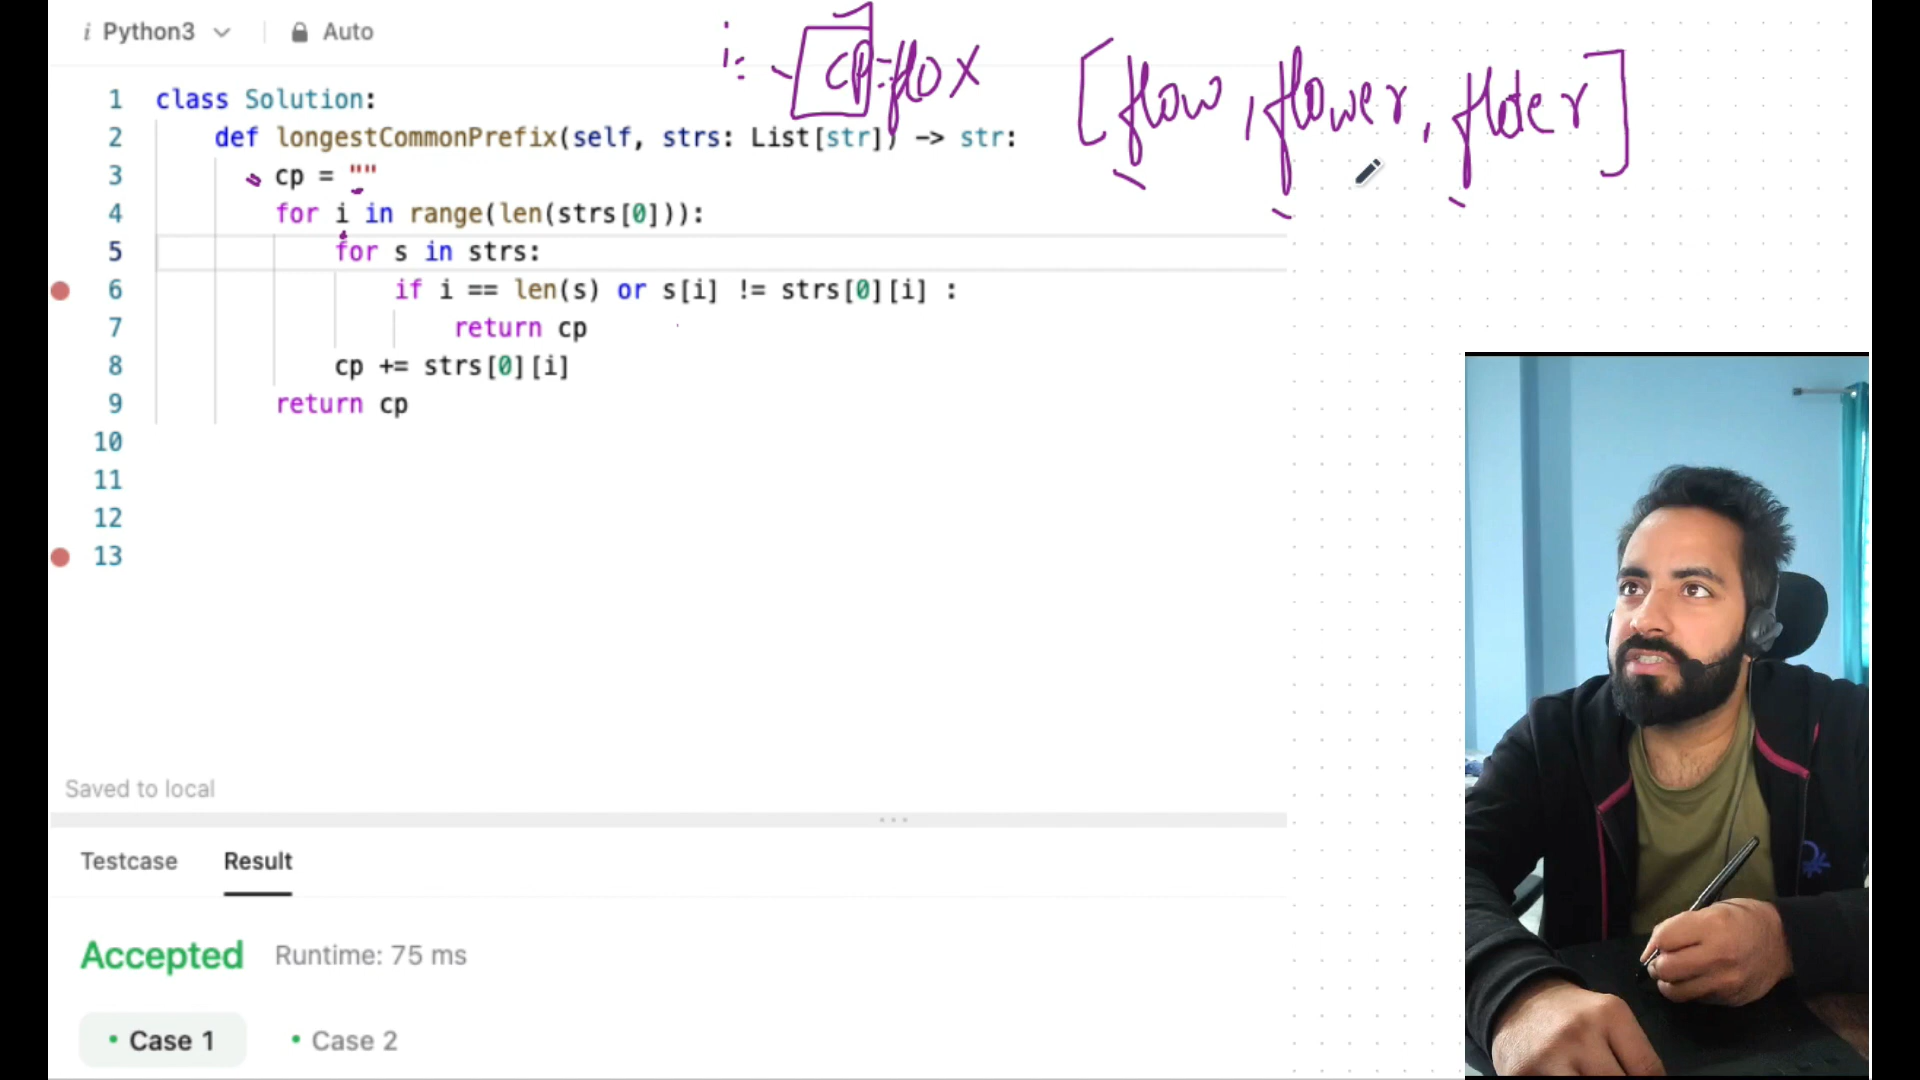 i Python3 Auto
i: cp=flox [flow, flower, floter]
1 class Solution:
2 def longestCommonPrefix(self, strs: List[str]) -> str:
3 cp = ""
4 for i in range(len(strs[0])):
5 for s in strs:
6 if i == len(s) or s[i] != strs[0][i] :
7 return cp
8 cp += strs[0][i]
9 return cp
10
11
12
13
Saved to local
...
Testcase Result
Accepted Runtime: 75 ms
• Case 1 • Case 2